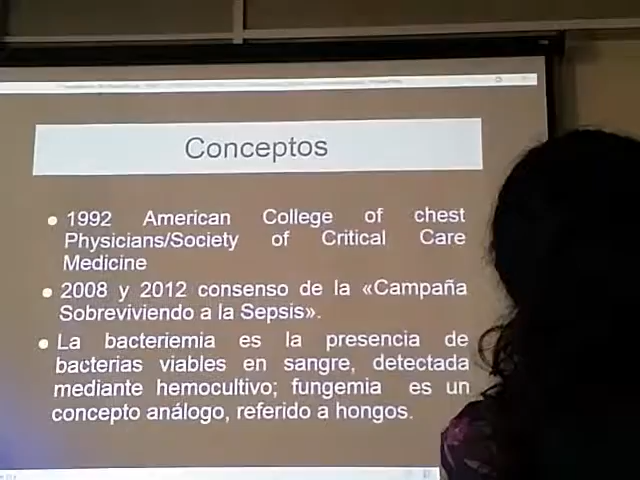 Conceptos
1992 American College of chest
Physicians/Society of Critical Care
Medicine
2008 y 2012 consenso de la «Campaña
Sobreviviendo a la Sepsis».
La bacteriemia es la presencia de
bacterias viables en sangre, detectada
mediante hemocultivo; fungemia es un
concepto análogo, referido a hongos.